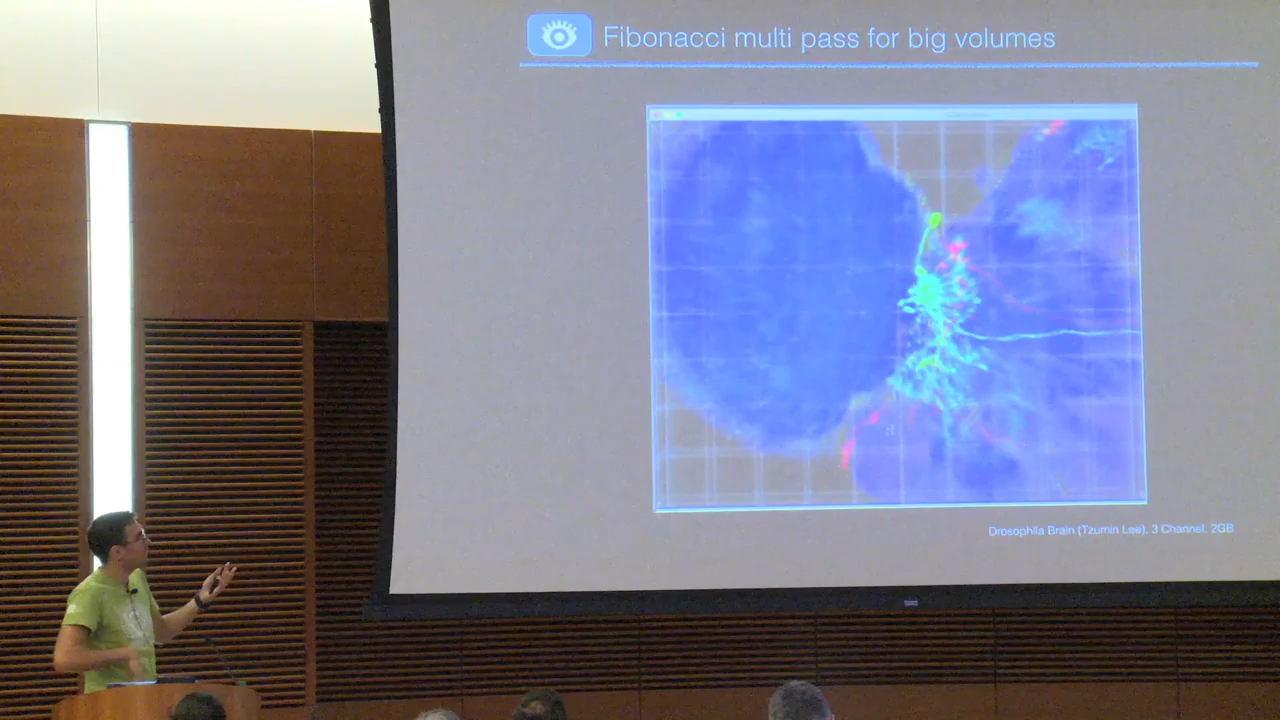 Fibonacci multi pass for big volumes
Drosophila Brain (Tzumin Lee), 3 Channel, 2GB